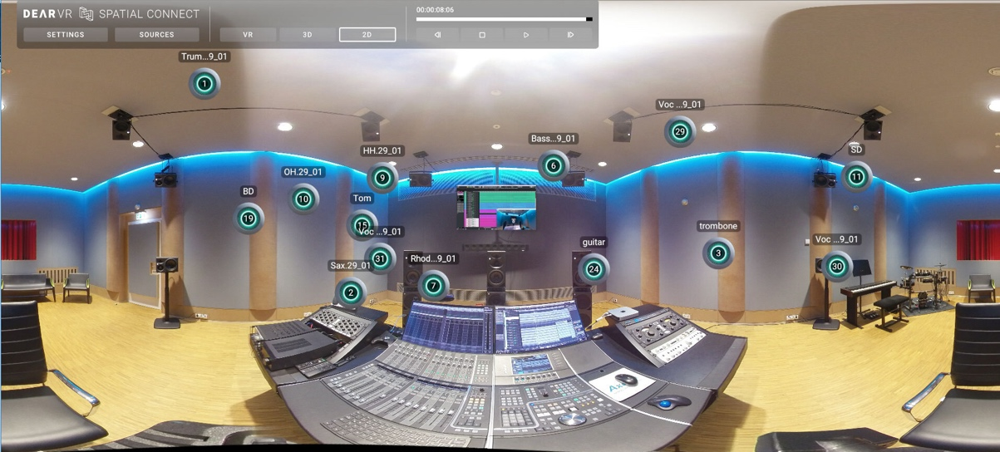 DEARVR SPATIAL CONNECT
00:00:08:06
SETTINGS
SOURCES
VR
3D
2D
Trum...9_01
1
Voc ...9_01
29
Bass...9_01
6
HH.29_01
9
SD
11
OH.29_01
10
BD
19
Tom
15
Voc ...9_01
31
trombone
3
guitar
24
Voc ...9_01
30
Rhod...9_01
7
Sax.29_01
2